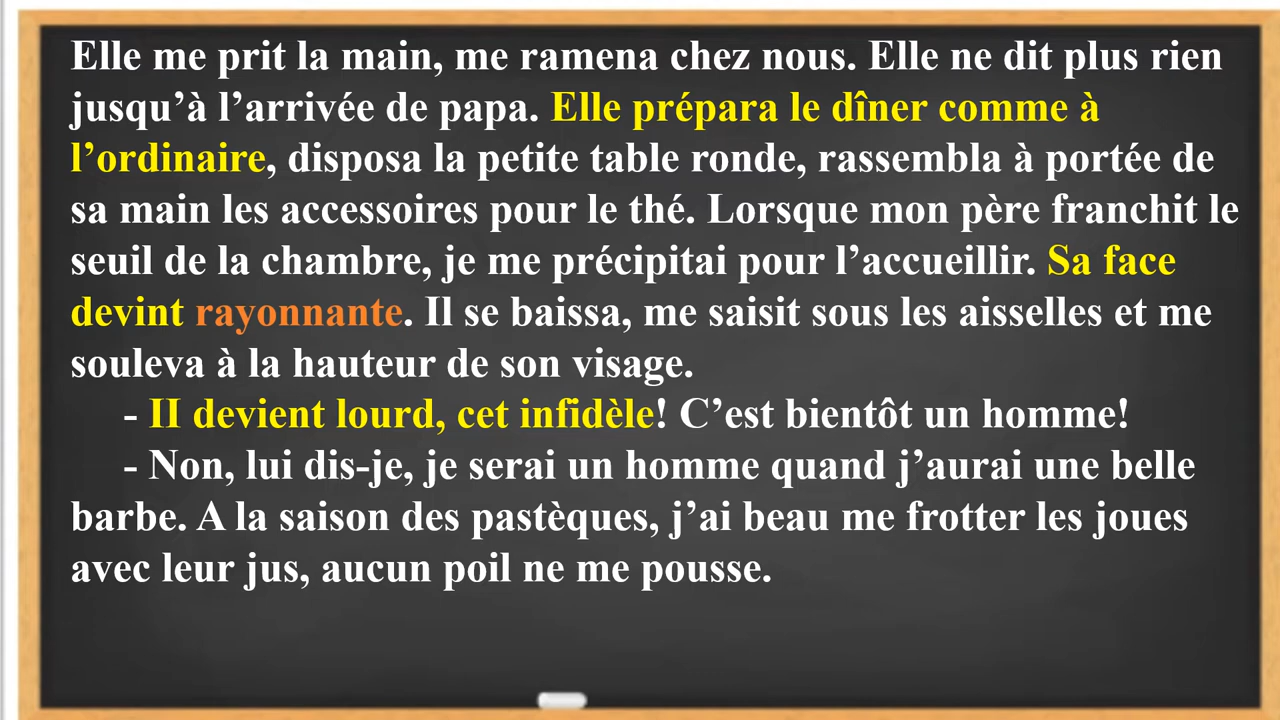 Elle me prit la main, me ramena chez nous. Elle ne dit plus rien
jusqu’à l’arrivée de papa. Elle prépara le dîner comme à
l’ordinaire, disposa la petite table ronde, rassembla à portée de
sa main les accessoires pour le thé. Lorsque mon père franchit le
seuil de la chambre, je me précipitai pour l’accueillir. Sa face
devint rayonnante. Il se baissa, me saisit sous les aisselles et me
souleva à la hauteur de son visage.
- II devient lourd, cet infidèle! C’est bientôt un homme!
- Non, lui dis-je, je serai un homme quand j’aurai une belle
barbe. A la saison des pastèques, j’ai beau me frotter les joues
avec leur jus, aucun poil ne me pousse.